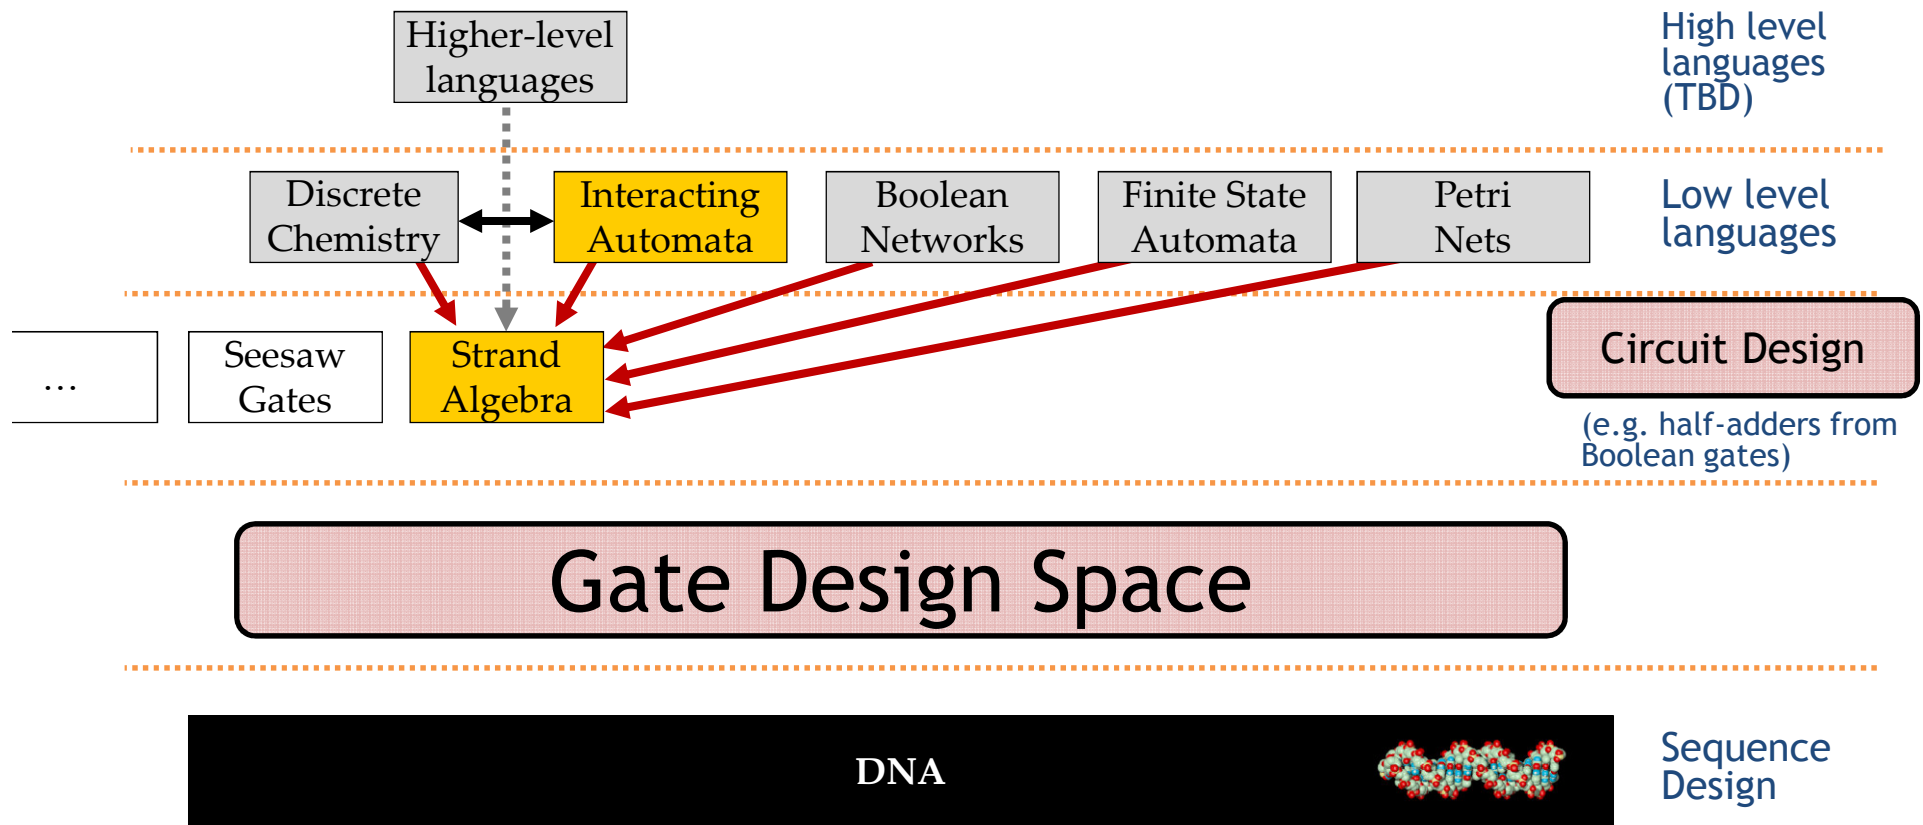 Higher-level
languages
High level
languages
(TBD)
Discrete
Chemistry
Interacting
Automata
Boolean
Networks
Finite State
Automata
Petri
Nets
Low level
languages
...
Seesaw
Gates
Strand
Algebra
Circuit Design
(e.g. half-adders from
Boolean gates)
Gate Design Space
DNA
Sequence
Design